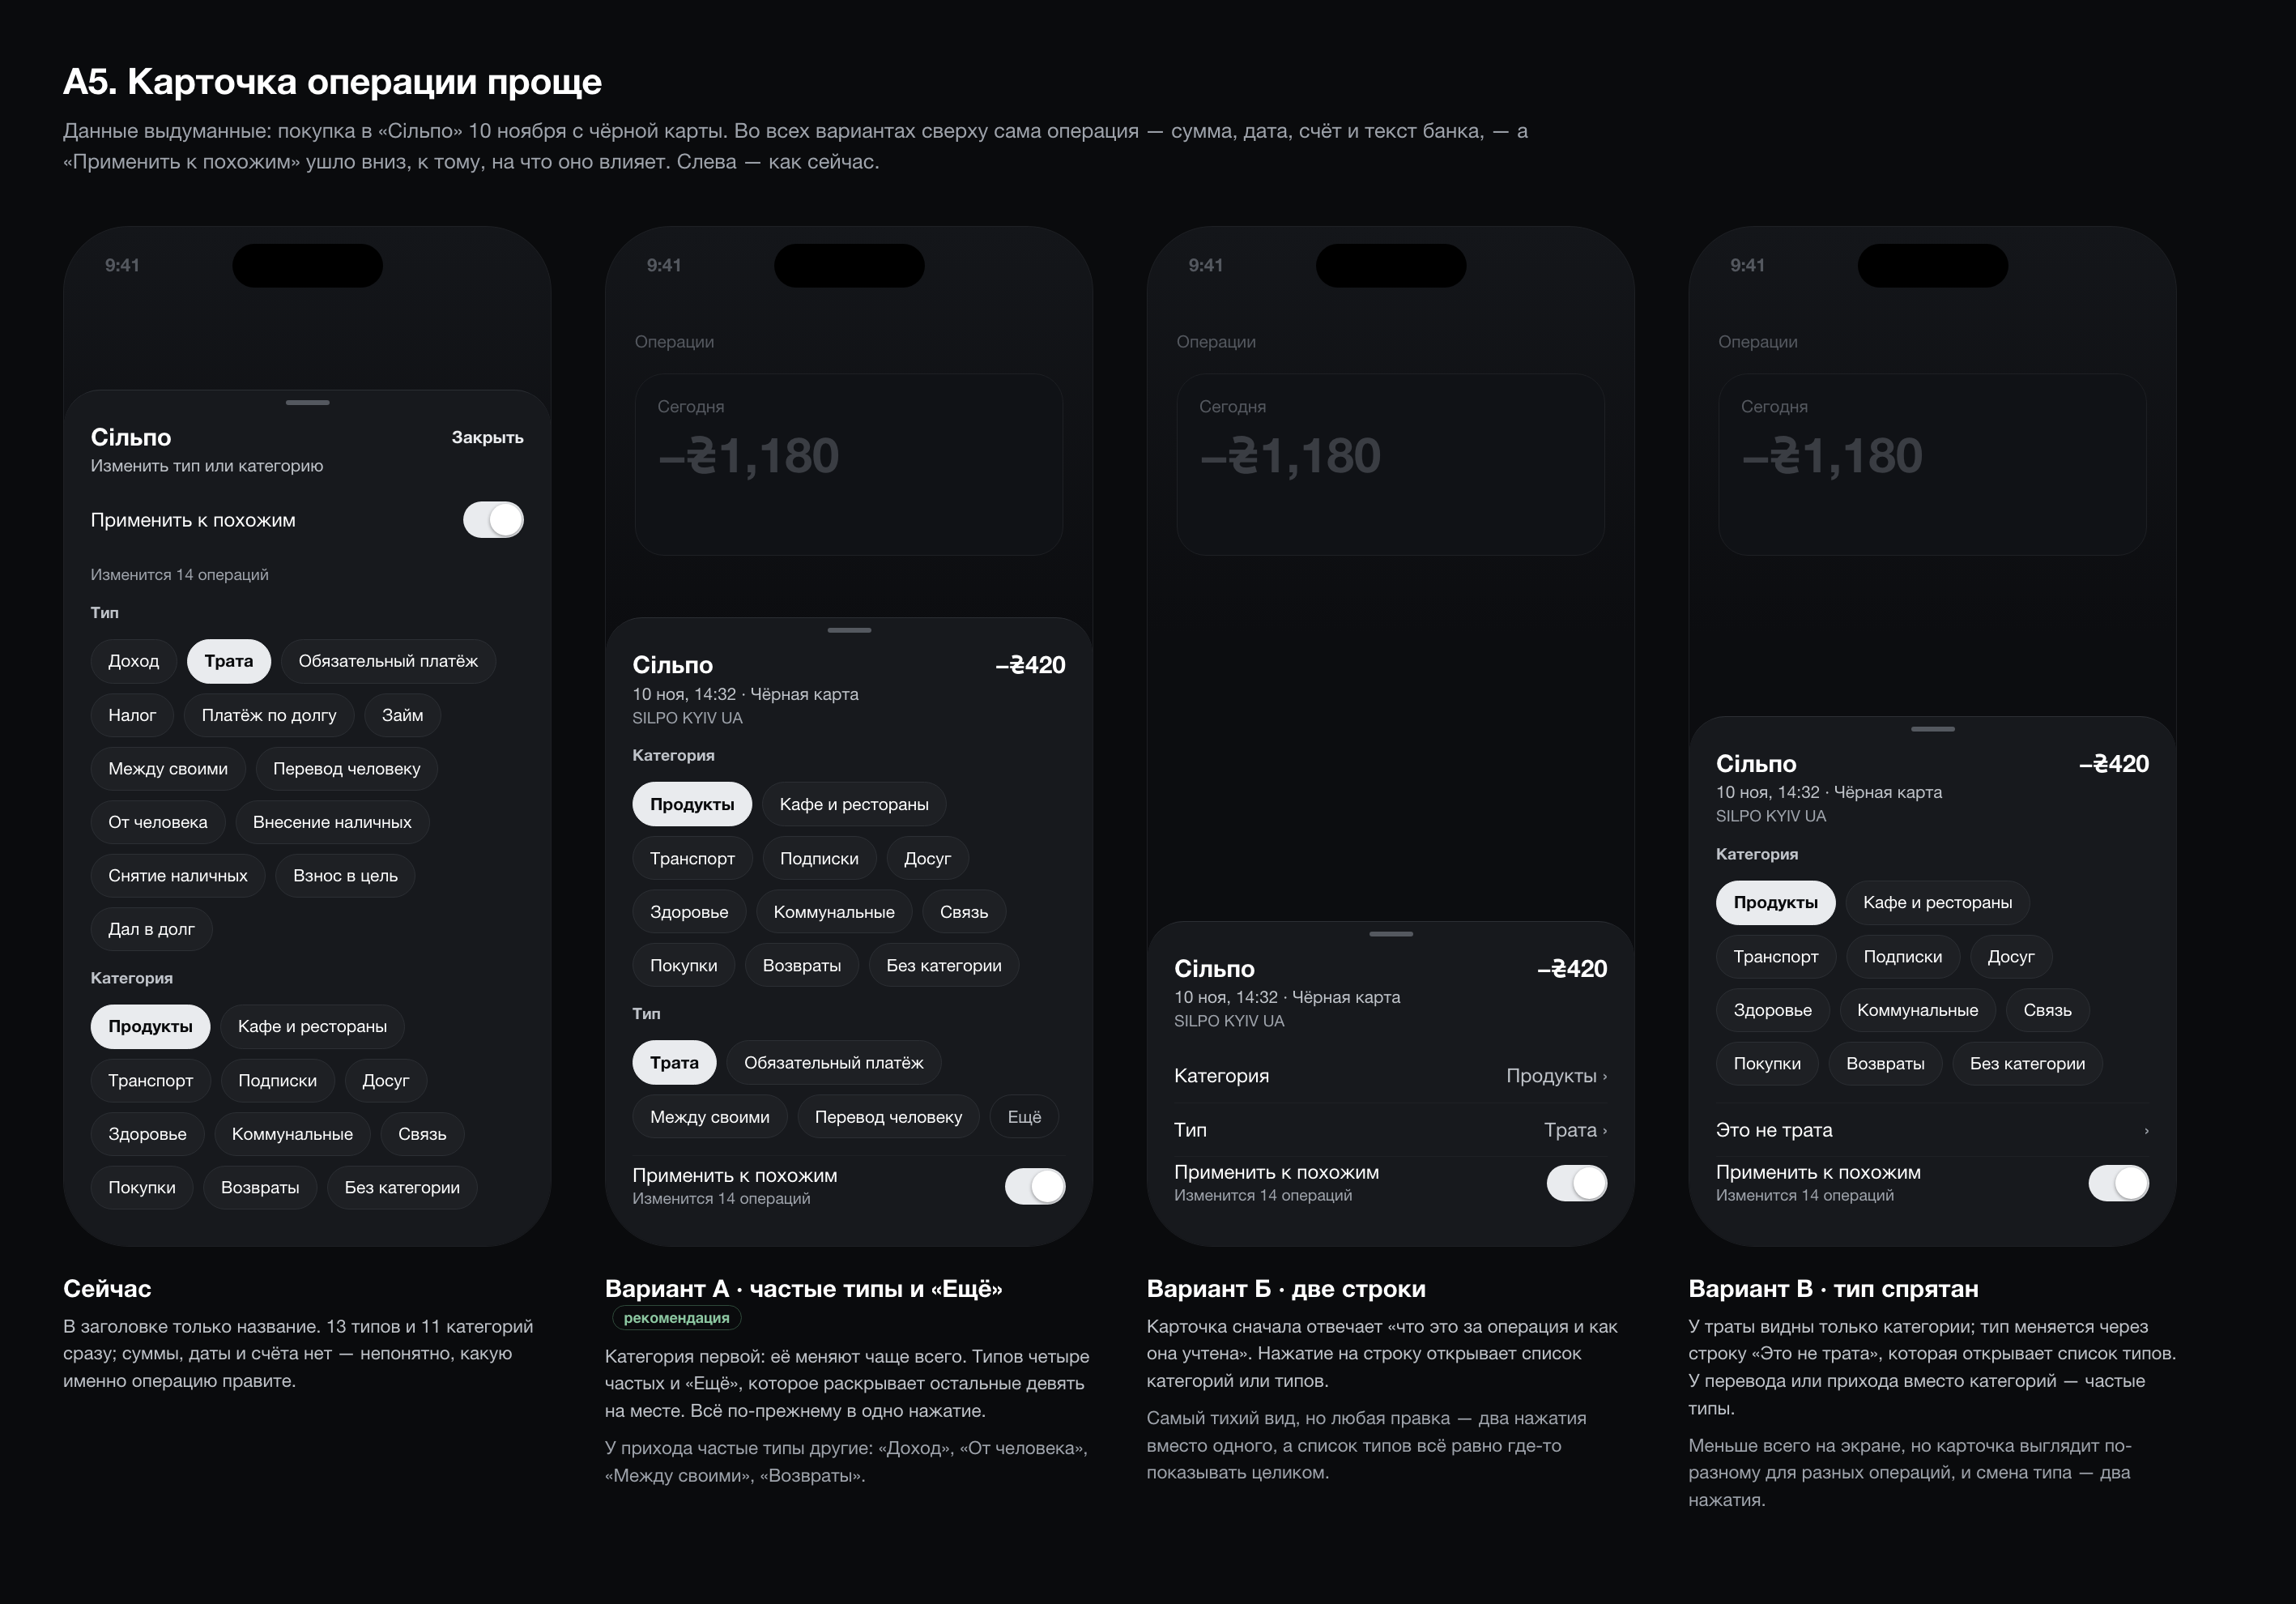 А5. Карточка операции проще
Данные выдуманные: покупка в «Сільпо» 10 ноября с чёрной карты. Во всех вариантах сверху сама операция — сумма, дата, счёт и текст банка, — а
«Применить к похожим» ушло вниз, к тому, на что оно влияет. Слева — как сейчас.
9:41
Сільпо
Закрыть
Изменить тип или категорию
Применить к похожим
Изменится 14 операций
Тип
Доход
Трата
Обязательный платёж
Налог
Платёж по долгу
Займ
Между своими
Перевод человеку
От человека
Внесение наличных
Снятие наличных
Взнос в цель
Дал в долг
Категория
Продукты
Кафе и рестораны
Транспорт
Подписки
Досуг
Здоровье
Коммунальные
Связь
Покупки
Возвраты
Без категории
Сейчас
В заголовке только название. 13 типов и 11 категорий
сразу; суммы, даты и счёта нет — непонятно, какую
именно операцию правите.
9:41
Операции
Сегодня
–₴1,180
Сільпо
–₴420
10 ноя, 14:32 · Чёрная карта
SILPO KYIV UA
Категория
Продукты
Кафе и рестораны
Транспорт
Подписки
Досуг
Здоровье
Коммунальные
Связь
Покупки
Возвраты
Без категории
Тип
Трата
Обязательный платёж
Между своими
Перевод человеку
Ещё
Применить к похожим
Изменится 14 операций
Вариант А · частые типы и «Ещё»
рекомендация
Категория первой: её меняют чаще всего. Типов четыре
частых и «Ещё», которое раскрывает остальные девять
на месте. Всё по-прежнему в одно нажатие.
У прихода частые типы другие: «Доход», «От человека»,
«Между своими», «Возвраты».
9:41
Операции
Сегодня
–₴1,180
Сільпо
–₴420
10 ноя, 14:32 · Чёрная карта
SILPO KYIV UA
Категория
Продукты ›
Тип
Трата ›
Применить к похожим
Изменится 14 операций
Вариант Б · две строки
Карточка сначала отвечает «что это за операция и как
она учтена». Нажатие на строку открывает список
категорий или типов.
Самый тихий вид, но любая правка — два нажатия
вместо одного, а список типов всё равно где-то
показывать целиком.
9:41
Операции
Сегодня
–₴1,180
Сільпо
–₴420
10 ноя, 14:32 · Чёрная карта
SILPO KYIV UA
Категория
Продукты
Кафе и рестораны
Транспорт
Подписки
Досуг
Здоровье
Коммунальные
Связь
Покупки
Возвраты
Без категории
Это не трата ›
Применить к похожим
Изменится 14 операций
Вариант В · тип спрятан
У траты видны только категории; тип меняется через
строку «Это не трата», которая открывает список типов.
У перевода или прихода вместо категорий — частые
типы.
Меньше всего на экране, но карточка выглядит по-
разному для разных операций, и смена типа — два
нажатия.